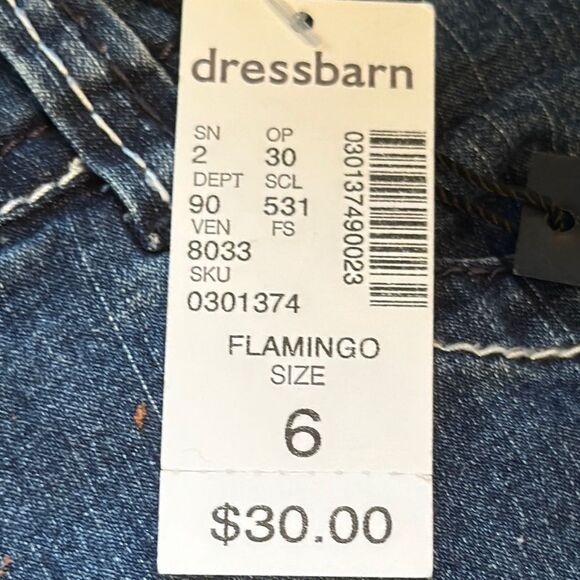 dressbarn
SN OP
2 30
DEPT SCL
90 531
VEN FS
8033
SKU
0301374
030137490023
FLAMINGO
SIZE
6
$30.00